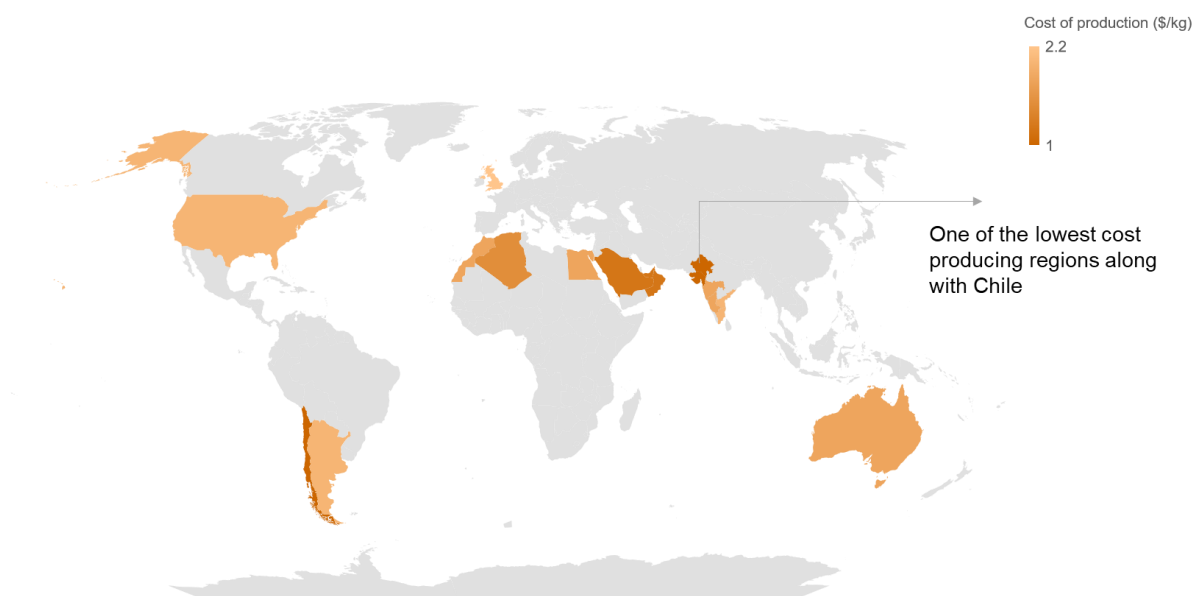 Cost of production ($/kg)
2.2
1
One of the lowest cost
producing regions along
with Chile